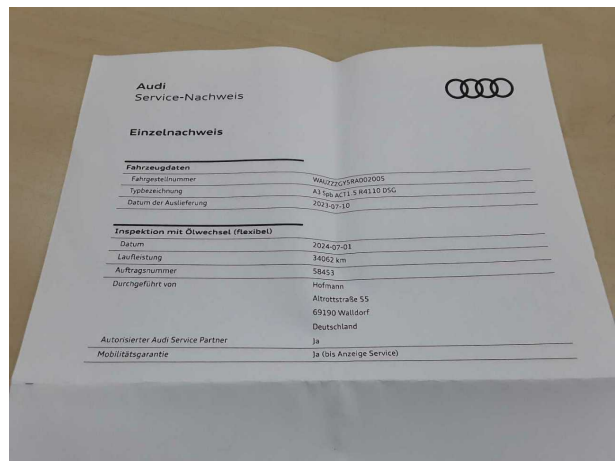 Audi
Service-Nachweis
Einzelnachweis
Fahrzeugdaten
Fahrgestellnummer WAUZZZGY5RA002005
Typbezeichnung A3 Spb ACT1.5 R4110 DSG
Datum der Auslieferung 2023-07-10
Inspektion mit Ölwechsel (flexibel)
Datum 2024-07-01
Laufleistung 34062 km
Auftragsnummer 58453
Durchgeführt von Hofmann
Altrottstraße 55
69190 Walldorf
Deutschland
Autorisierter Audi Service Partner Ja
Mobilitätsgarantie Ja (bis Anzeige Service)